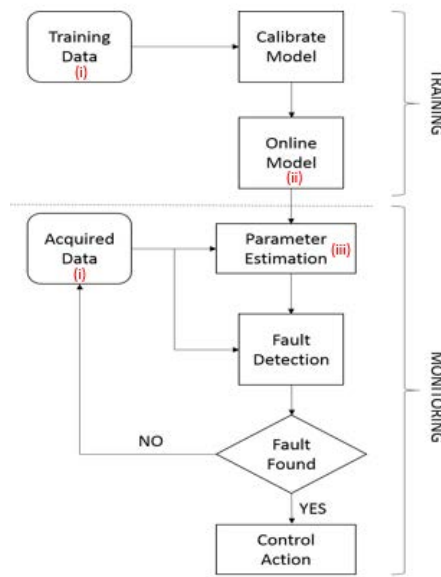 Training
Data
(i)
Calibrate
Model
Online
Model
(ii)
TRAINING
Acquired
Data
(i)
Parameter
Estimation
(iii)
Fault
Detection
MONITORING
NO
Fault
Found
YES
Control
Action